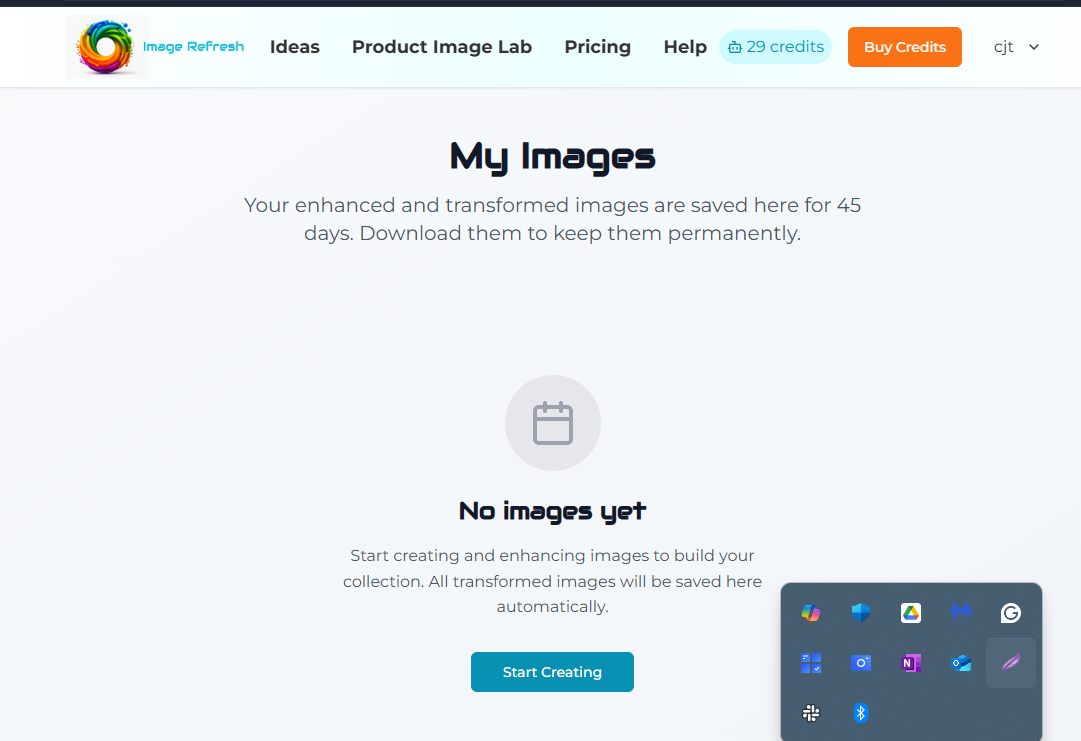 Image Refresh
Ideas
Product Image Lab
Pricing
Help
29 credits
Buy Credits
cjt
My Images
Your enhanced and transformed images are saved here for 45
days. Download them to keep them permanently.
No images yet
Start creating and enhancing images to build your
collection. All transformed images will be saved here
automatically.
Start Creating